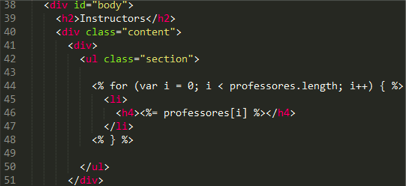 38 <div id="body">
39 <h2>Instructors</h2>
40 <div class="content">
41 <div>
42 <ul class="section">
43
44 <% for (var i = 0; i < professores.length; i++) { %>
45 <li>
46 <h4><%= professores[i] %></h4>
47 </li>
48 <% } %>
49
50 </ul>
51 </div>